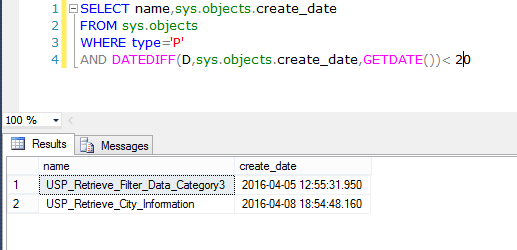 1 SELECT name,sys.objects.create_date
2 FROM sys.objects
3 WHERE type='P'
4 AND DATEDIFF(D,sys.objects.create_date,GETDATE())< 20
100 %
Results Messages
name create_date
1 USP_Retrieve_Filter_Data_Category3 2016-04-05 12:55:31.950
2 USP_Retrieve_City_Information 2016-04-08 18:54:48.160